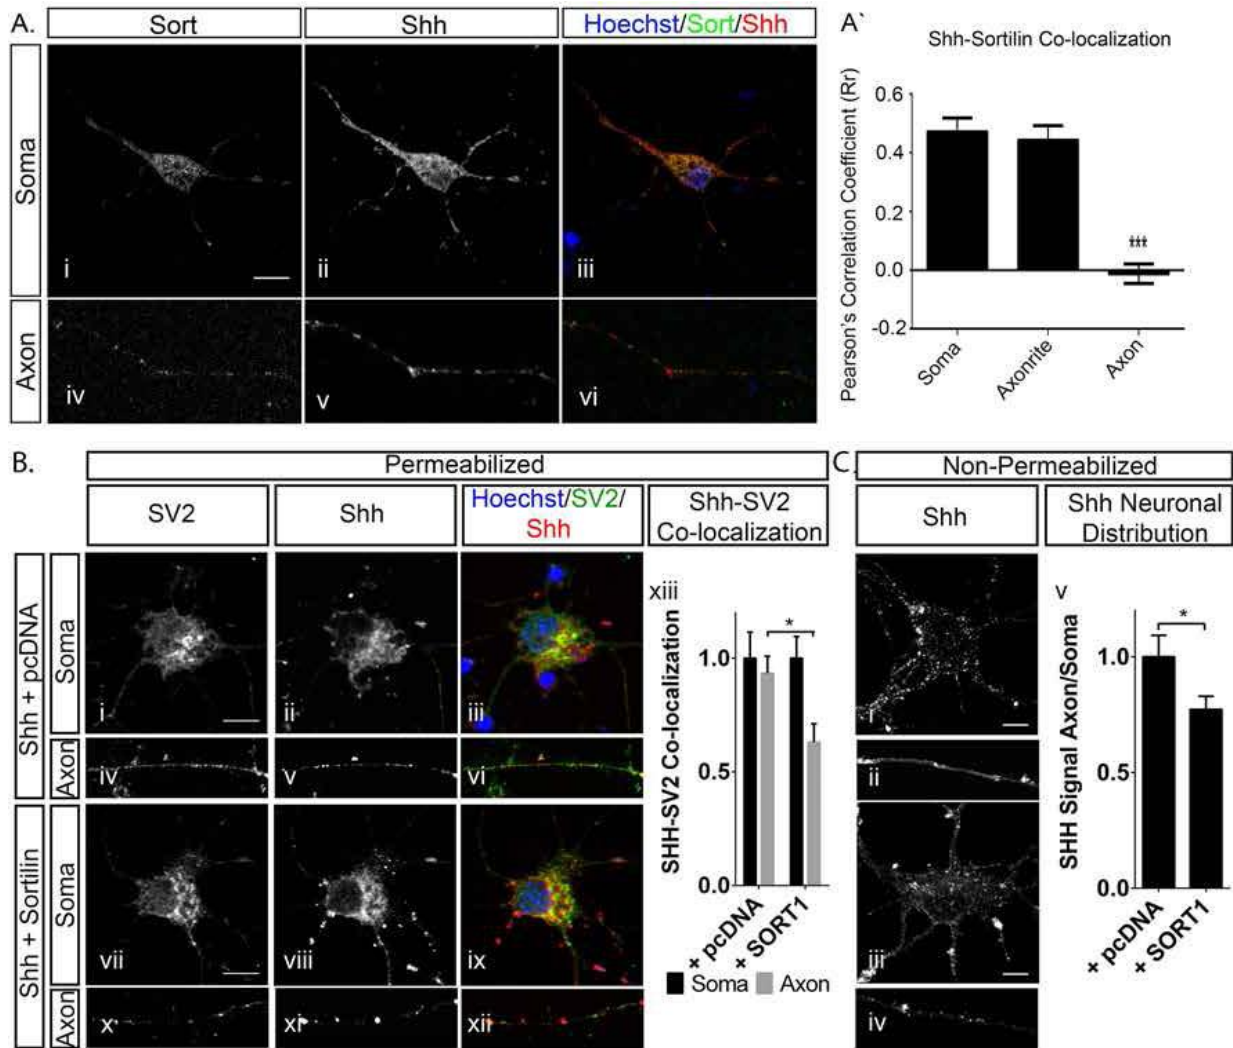 A.
Sort
Shh
Hoechst/Sort/Shh
Soma
i
ii
iii
Axon
iv
v
vi
A`
Shh-Sortilin Co-localization
Pearson's Correlation Coefficient (Rr)
0.6
0.4
0.2
0.0
-0.2
Soma
Axonrite
Axon
B.
Permeabilized
SV2
Shh
Hoechst/SV2/
Shh
Shh-SV2
Co-localization
Shh + pcDNA
Soma
i
ii
iii
Axon
iv
v
vi
Shh + Sortilin
Soma
vii
viii
ix
Axon
x
xi
xii
xiii
SHH-SV2 Co-localization
*
1.0
0.5
0.0
+ pcDNA
+ SORT1
Soma
Axon
C.
Non-Permeabilized
Shh
Shh Neuronal
Distribution
i
ii
iii
iv
v
SHH Signal Axon/Soma
*
1.0
1.0
0.0
+ pcDNA
+ SORT1